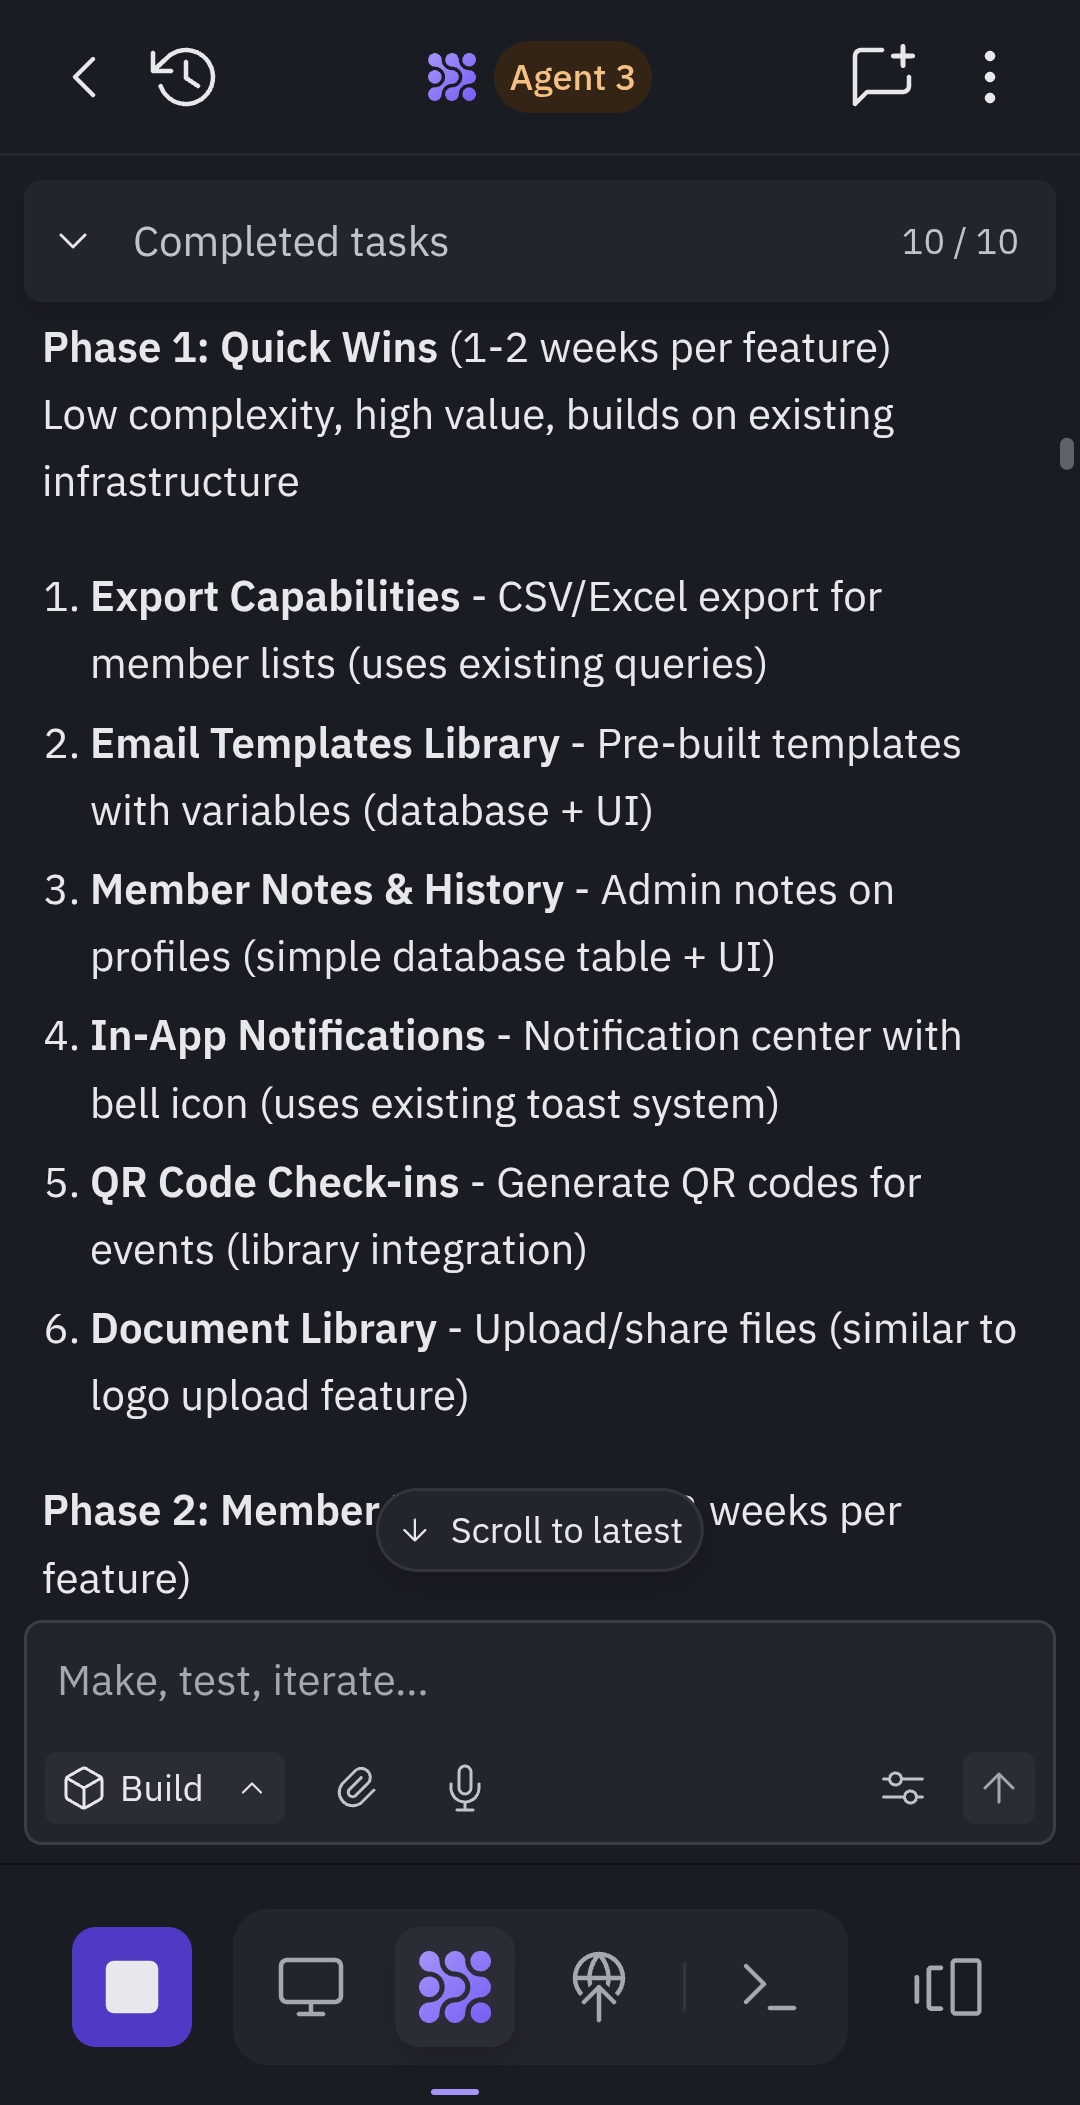 Agent 3
Completed tasks 10 / 10
Phase 1: Quick Wins (1-2 weeks per feature)
Low complexity, high value, builds on existing
infrastructure
1. Export Capabilities - CSV/Excel export for
member lists (uses existing queries)
2. Email Templates Library - Pre-built templates
with variables (database + UI)
3. Member Notes & History - Admin notes on
profiles (simple database table + UI)
4. In-App Notifications - Notification center with
bell icon (uses existing toast system)
5. QR Code Check-ins - Generate QR codes for
events (library integration)
6. Document Library - Upload/share files (similar to
logo upload feature)
Phase 2: Member weeks per
Scroll to latest
feature)
Make, test, iterate...
Build